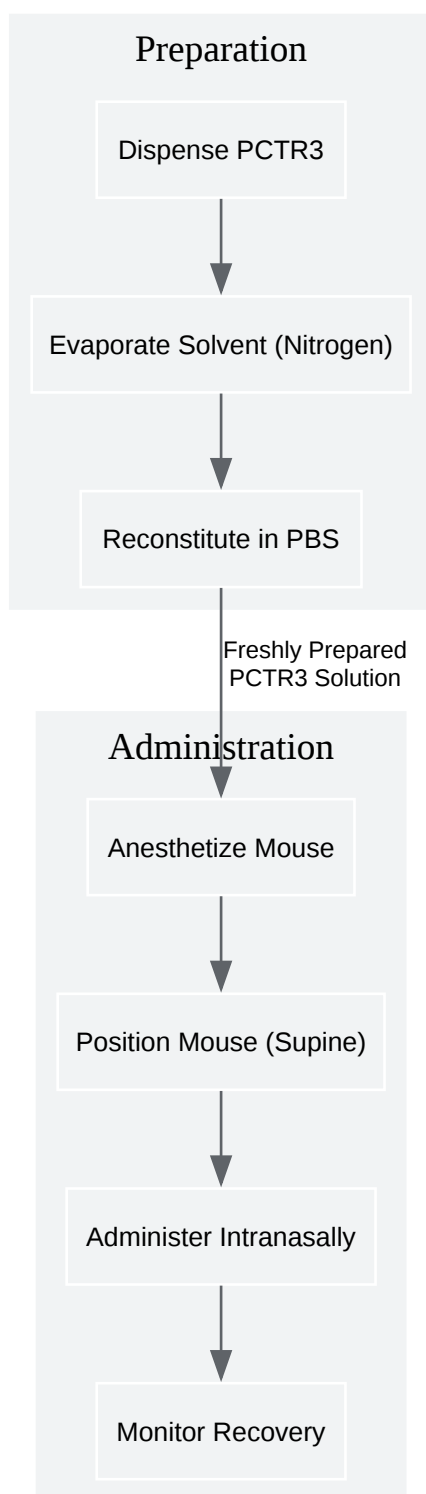 Preparation
Dispense PCTR3
Evaporate Solvent (Nitrogen)
Reconstitute in PBS
Freshly Prepared
PCTR3 Solution
Administration
Anesthetize Mouse
Position Mouse (Supine)
Administer Intranasally
Monitor Recovery